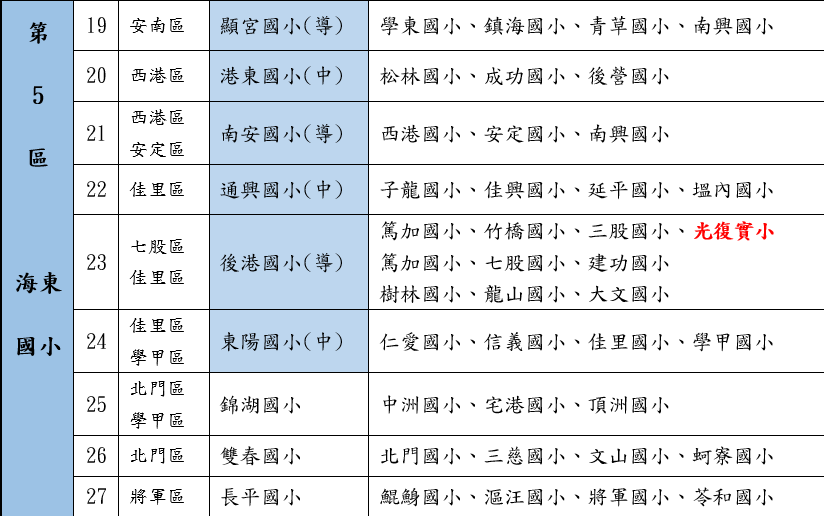 第
5
區
海東
國小
19 安南區 顯宮國小(導) 學東國小、鎮海國小、青草國小、南興國小
20 西港區 港東國小(中) 松林國小、成功國小、後營國小
21 西港區 安定區 南安國小(導) 西港國小、安定國小、南興國小
22 佳里區 通興國小(中) 子龍國小、佳興國小、延平國小、塭內國小
23 七股區 佳里區 後港國小(導) 篤加國小、竹橋國小、三股國小、光復實小
篤加國小、七股國小、建功國小
樹林國小、龍山國小、大文國小
24 佳里區 學甲區 東陽國小(中) 仁愛國小、信義國小、佳里國小、學甲國小
25 北門區 學甲區 錦湖國小 中洲國小、宅港國小、頂洲國小
26 北門區 雙春國小 北門國小、三慈國小、文山國小、蚵寮國小
27 將軍區 長平國小 鯤鯓國小、漚汪國小、將軍國小、苓和國小